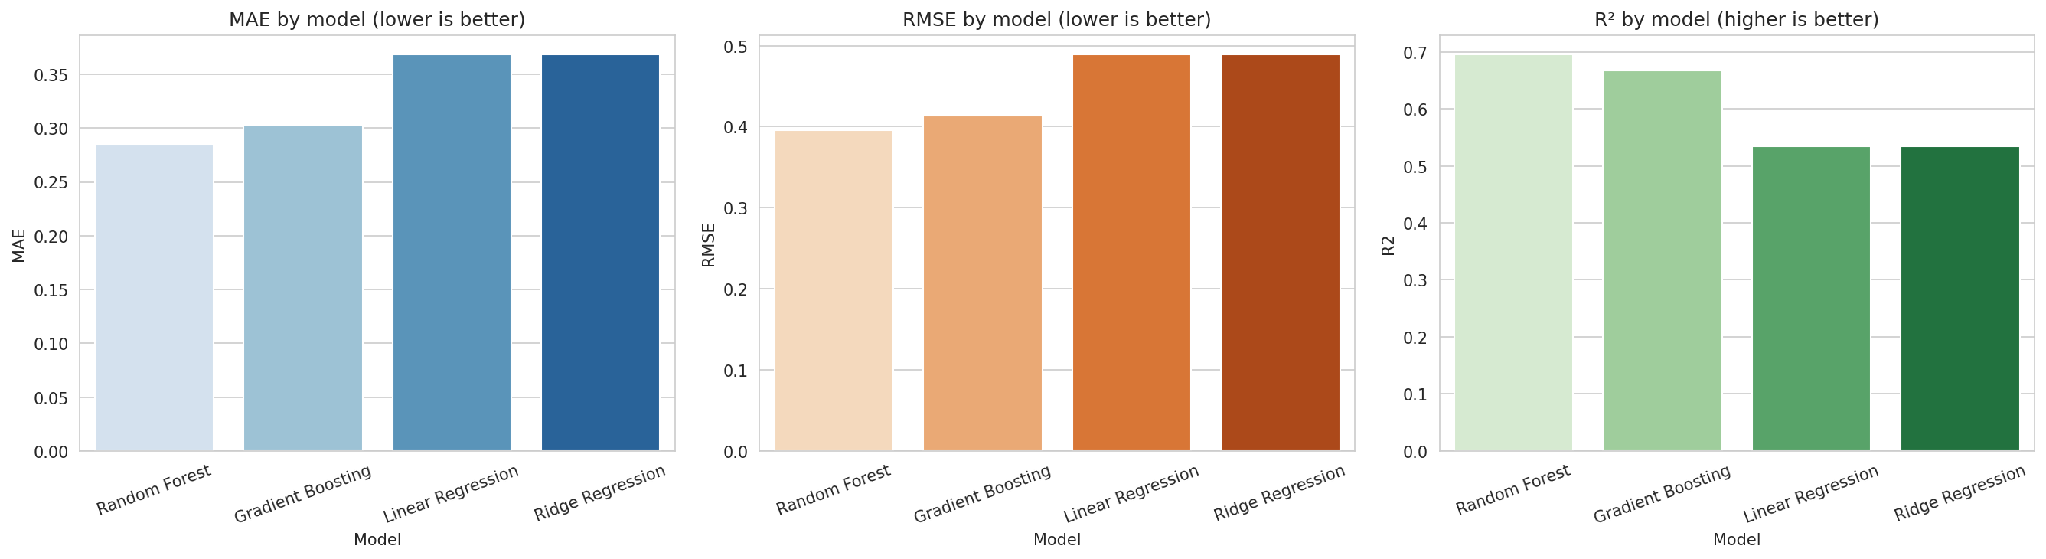 MAE by model (lower is better)
0.35
0.30
0.25
0.20
0.15
0.10
0.05
0.00
MAE
Random Forest
Gradient Boosting
Linear Regression
Ridge Regression
Model
RMSE by model (lower is better)
0.5
0.4
0.3
0.2
0.1
0.0
RMSE
Random Forest
Gradient Boosting
Linear Regression
Ridge Regression
Model
R² by model (higher is better)
0.7
0.6
0.5
0.4
0.3
0.2
0.1
0.0
R2
Random Forest
Gradient Boosting
Linear Regression
Ridge Regression
Model